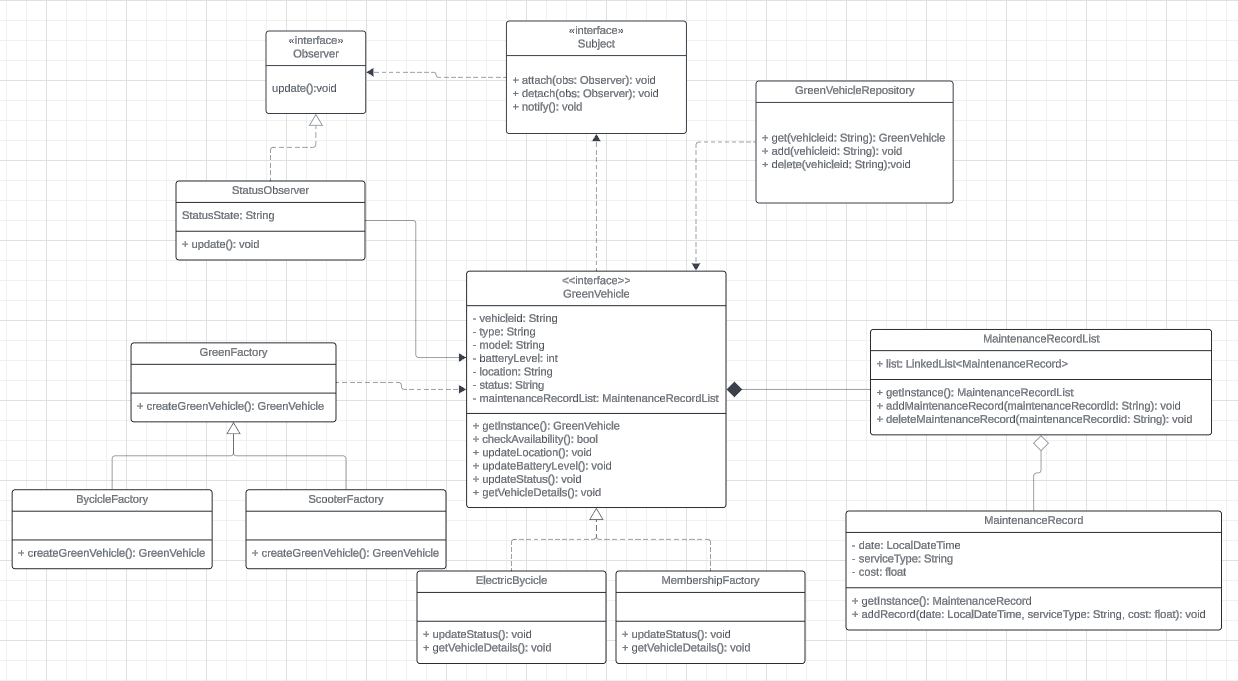 «interface»
Observer
update():void
«interface»
Subject
+ attach(obs: Observer): void
+ detach(obs: Observer): void
+ notify(): void
GreenVehicleRepository
+ get(vehicleid: String): GreenVehicle
+ add(vehicleid: String): void
+ delete(vehicleid: String):void
StatusObserver
StatusState: String
+ update(): void
<<interface>>
GreenVehicle
- vehicleid: String
- type: String
- model: String
- batteryLevel: int
- location: String
- status: String
- maintenanceRecordList: MaintenanceRecordList
+ getInstance(): GreenVehicle
+ checkAvailability(): bool
+ updateLocation(): void
+ updateBatteryLevel(): void
+ updateStatus(): void
+ getVehicleDetails(): void
MaintenanceRecordList
+ list: LinkedList<MaintenanceRecord>
+ getInstance(): MaintenanceRecordList
+ addMaintenanceRecord(maintenanceRecordid: String): void
+ deleteMaintenanceRecord(maintenanceRecordid: String): void
GreenFactory
+ createGreenVehicle(): GreenVehicle
BycicleFactory
+ createGreenVehicle(): GreenVehicle
ScooterFactory
+ createGreenVehicle(): GreenVehicle
ElectricBycicle
+ updateStatus(): void
+ getVehicleDetails(): void
MembershipFactory
+ updateStatus(): void
+ getVehicleDetails(): void
MaintenanceRecord
- date: LocalDateTime
- serviceType: String
- cost: float
+ getInstance(): MaintenanceRecord
+ addRecord(date: LocalDateTime, serviceType: String, cost: float): void